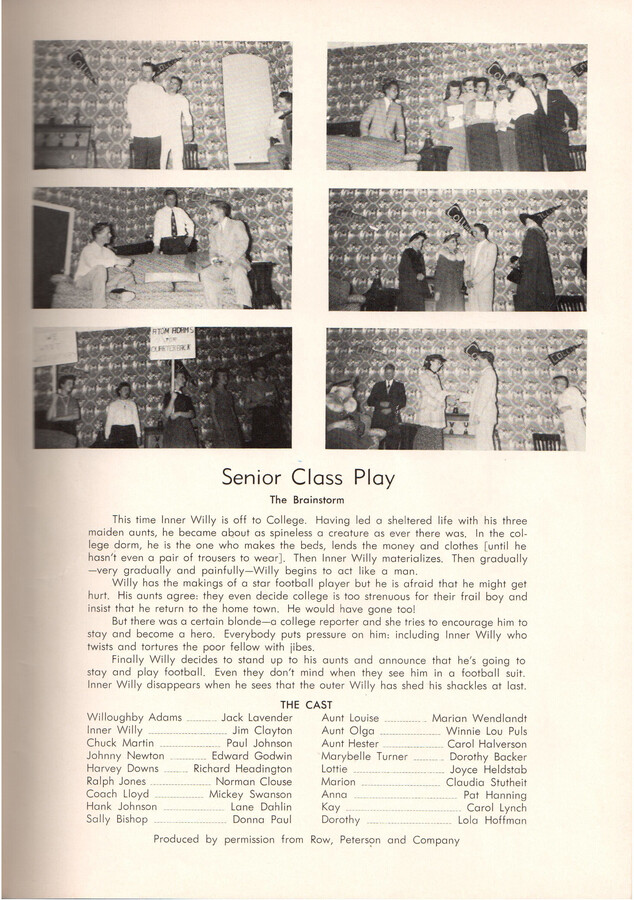 ATON ADAMS
QUARTERBACK
Senior Class Play
The Brainstorm
This time Inner Willy is off to College. Having led a sheltered life with his three
maiden aunts, he became about as spineless a creature as ever there was. In the col-
lege dorm, he is the one who makes the beds, lends the money and clothes [until he
hasn't even a pair of trousers to wear]. Then Inner Willy materializes. Then gradually
—very gradually and painfully—Willy begins to act like a man.
Willy has the makings of a star football player but he is afraid that he might get
hurt. His aunts agree: they even decide college is too strenuous for their frail boy and
insist that he return to the home town. He would have gone too!
But there was a certain blonde—a college reporter and she tries to encourage him to
stay and become a hero. Everybody puts pressure on him: including Inner Willy who
twists and tortures the poor fellow with jibes.
Finally Willy decides to stand up to his aunts and announce that he's going to
stay and play football. Even they don't mind when they see him in a football suit.
Inner Willy disappears when he sees that the outer Willy has shed his shackles at last.
THE CAST
Willoughby Adams ........ Jack Lavender
Inner Willy ........ Jim Clayton
Chuck Martin ........ Paul Johnson
Johnny Newton ........ Edward Godwin
Harvey Downs ........ Richard Headington
Ralph Jones ........ Norman Clouse
Coach Lloyd ........ Mickey Swanson
Hank Johnson ........ Lane Dahlin
Sally Bishop ........ Donna Paul
Aunt Louise ........ Marian Wendlandt
Aunt Olga ........ Winnie Lou Puls
Aunt Hester ........ Carol Halverson
Marybelle Turner ........ Dorothy Backer
Lottie ........ Joyce Heldstab
Marion ........ Claudia Stutheit
Anna ........ Pat Hanning
Kay ........ Carol Lynch
Dorothy ........ Lola Hoffman
Produced by permission from Row, Peterson and Company